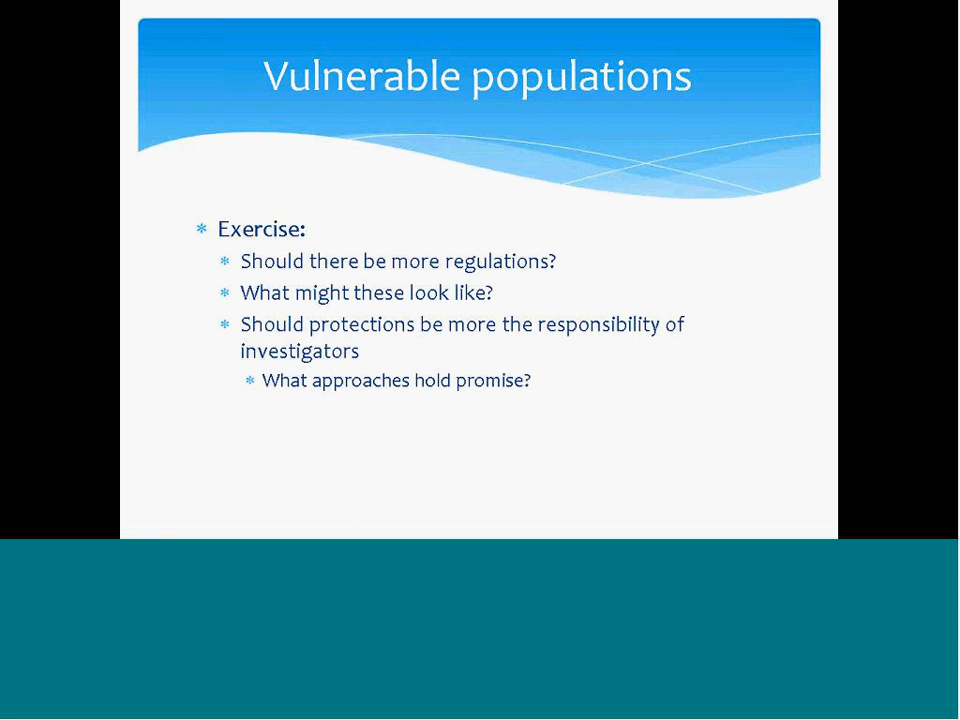 Vulnerable populations
* Exercise:
* Should there be more regulations?
* What might these look like?
* Should protections be more the responsibility of
investigators
* What approaches hold promise?